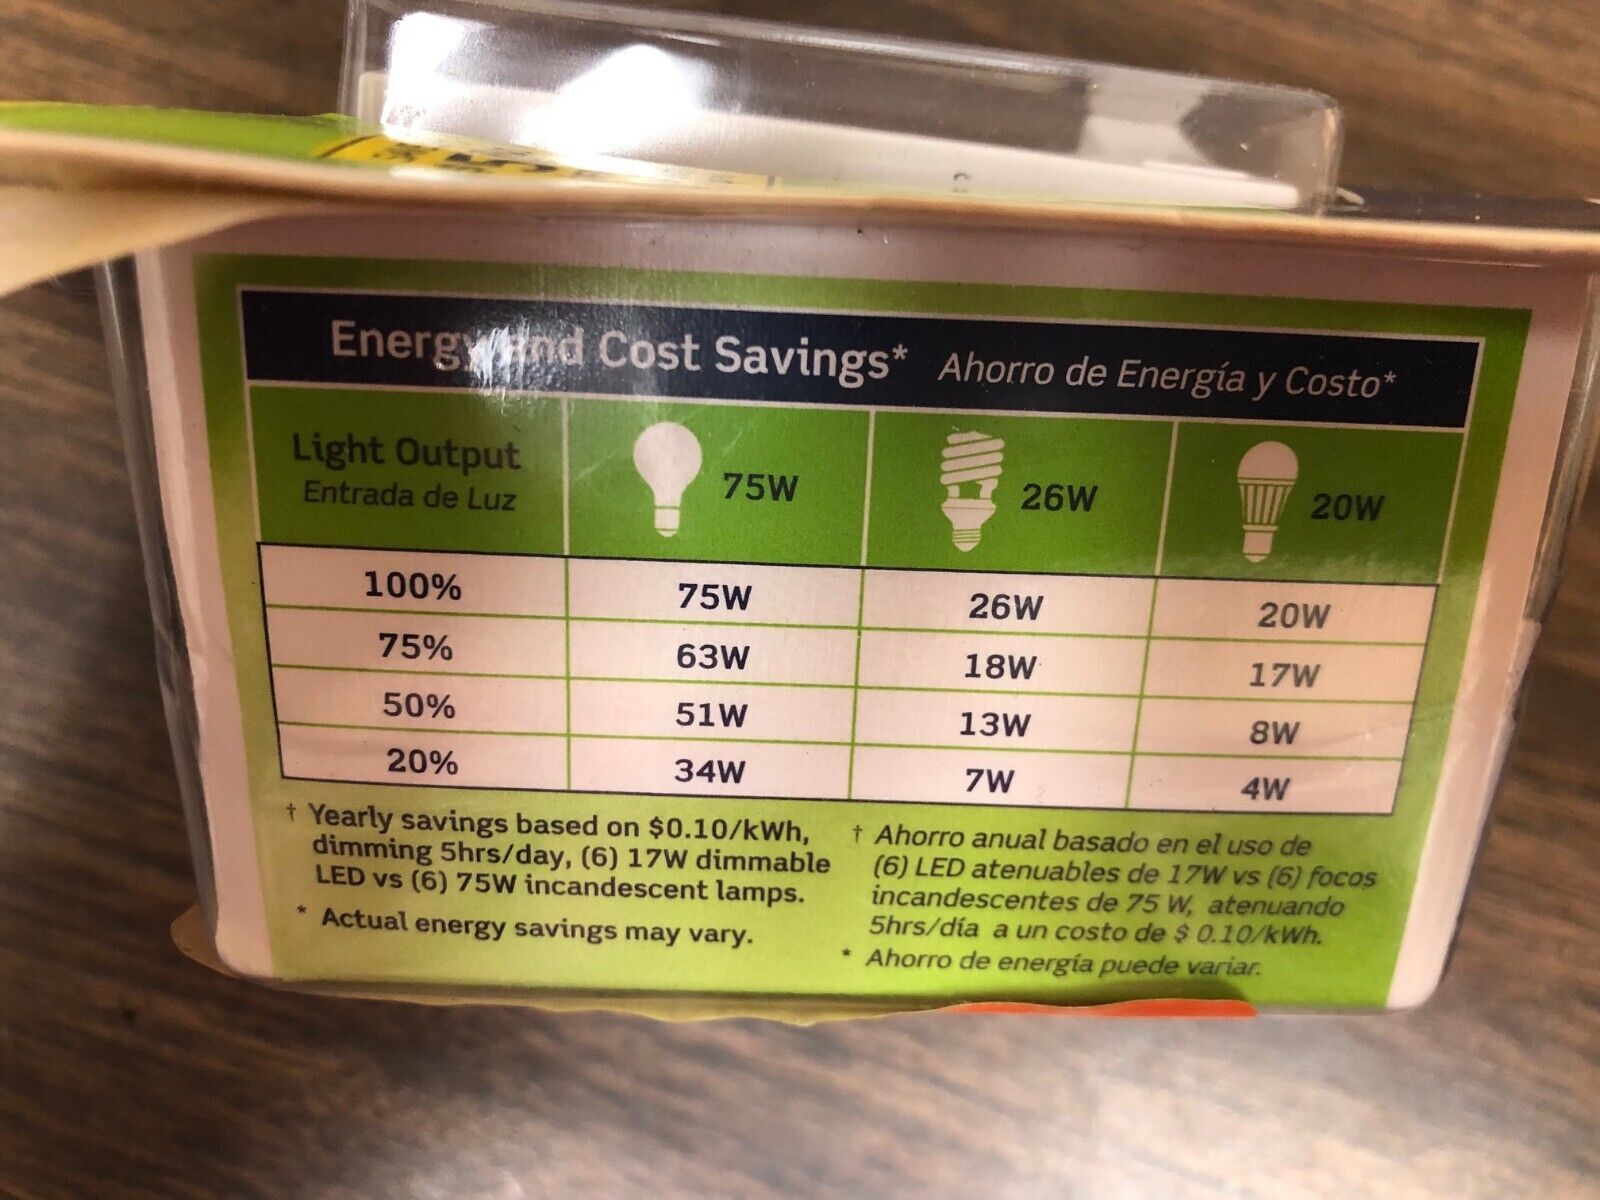 Energy and Cost Savings* Ahorro de Energía y Costo*
Light Output
Entrada de Luz
75W 26W 20W
100% 75W 26W 20W
75% 63W 18W 17W
50% 51W 13W 8W
20% 34W 7W 4W
† Yearly savings based on $0.10/kWh,
dimming 5hrs/day, (6) 17W dimmable
LED vs (6) 75W incandescent lamps.
* Actual energy savings may vary.
† Ahorro anual basado en el uso de
(6) LED atenuables de 17W vs (6) focos
incandescentes de 75 W, atenuando
5hrs/día a un costo de $ 0.10/kWh.
* Ahorro de energía puede variar.